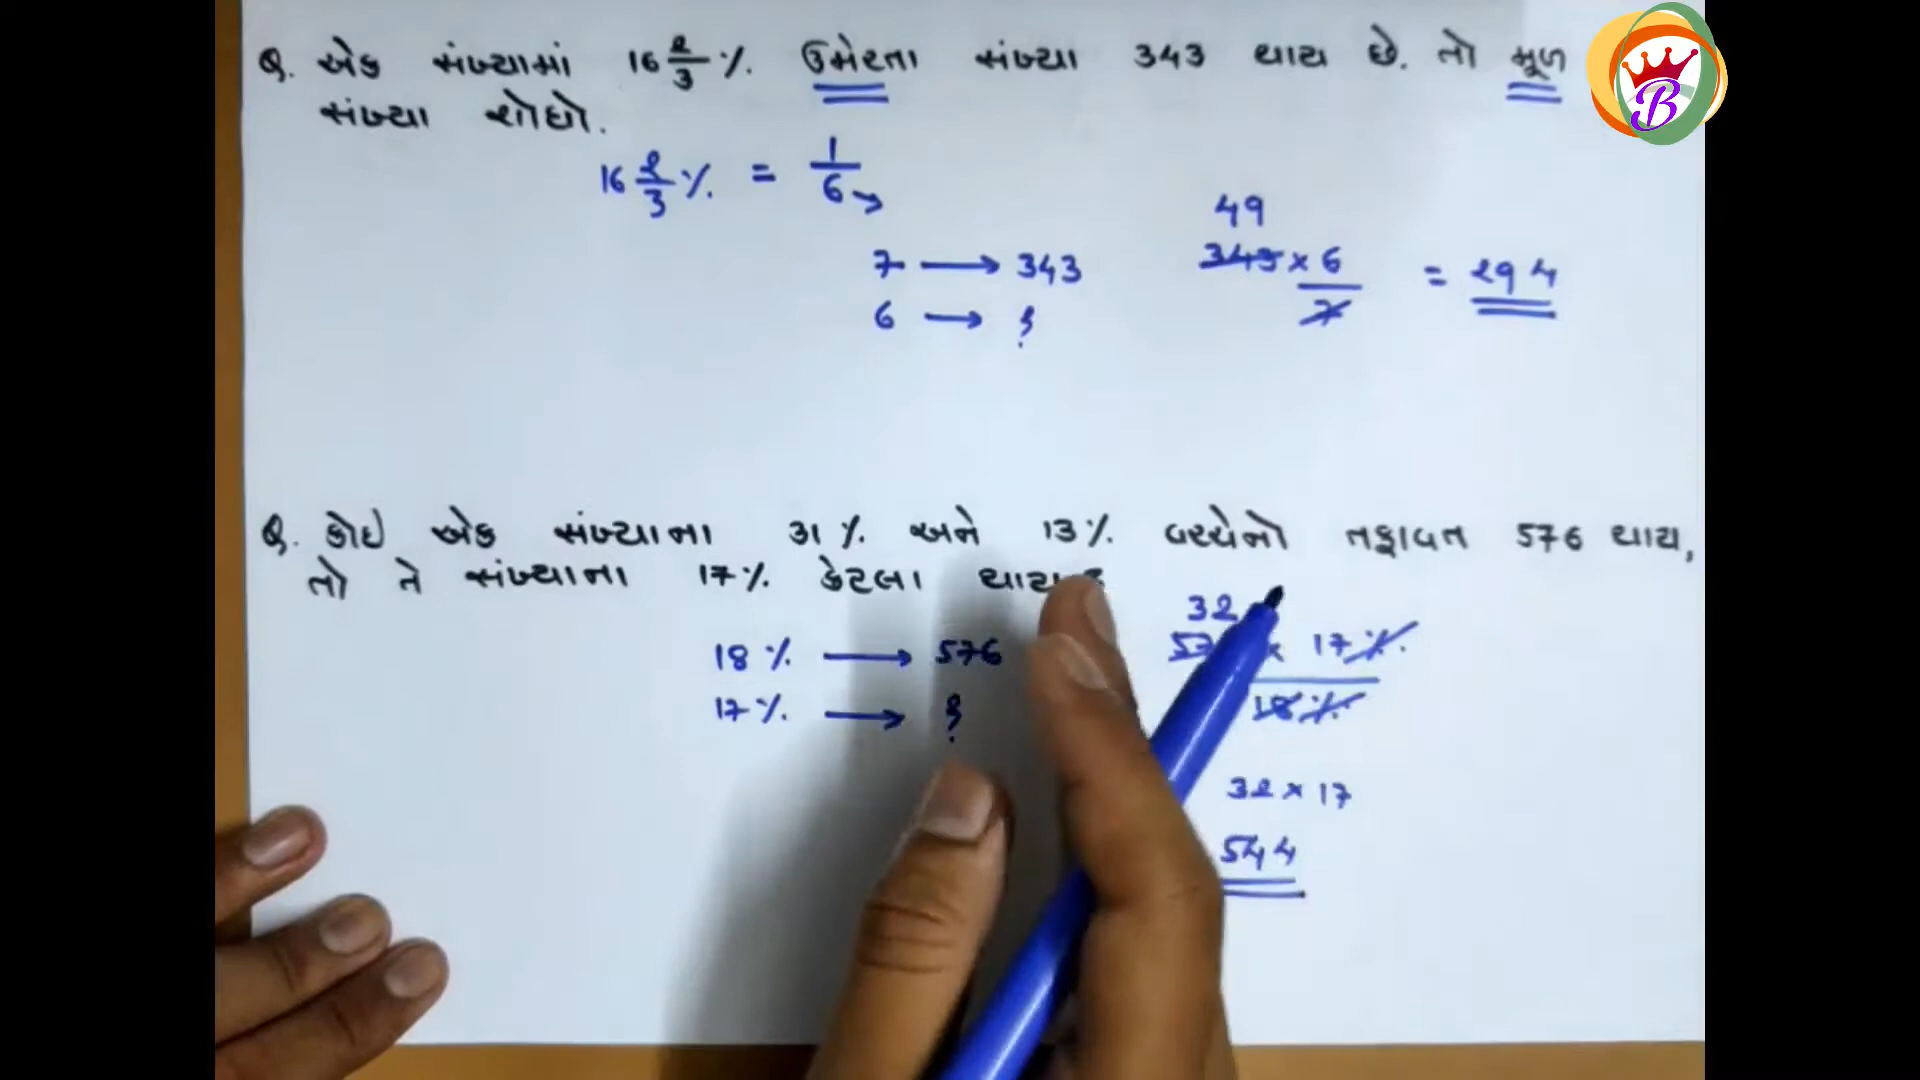 Q. એક સંખ્યામાં 16 2/3 % ઉમેરતા સંખ્યા 343 થાય છે. તો મૂળ
સંખ્યા શોધો.
16 2/3 % = 1/6
7 → 343
6 → ?
49
343 × 6 / 7 = 294
Q. કોઇ એક સંખ્યાના 31 % અને 13 % વચ્ચેનો તફાવત 576 થાય,
તો તે સંખ્યાના 17 % કેટલા થાય
18 % → 576
17 % → ?
32
57 × 17 % / 18 %
32 × 17
544
B